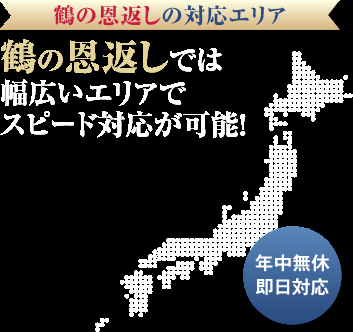 鶴の恩返しの対応エリア
鶴の恩返しでは
幅広いエリアで
スピード対応が可能!
年中無休
即日対応